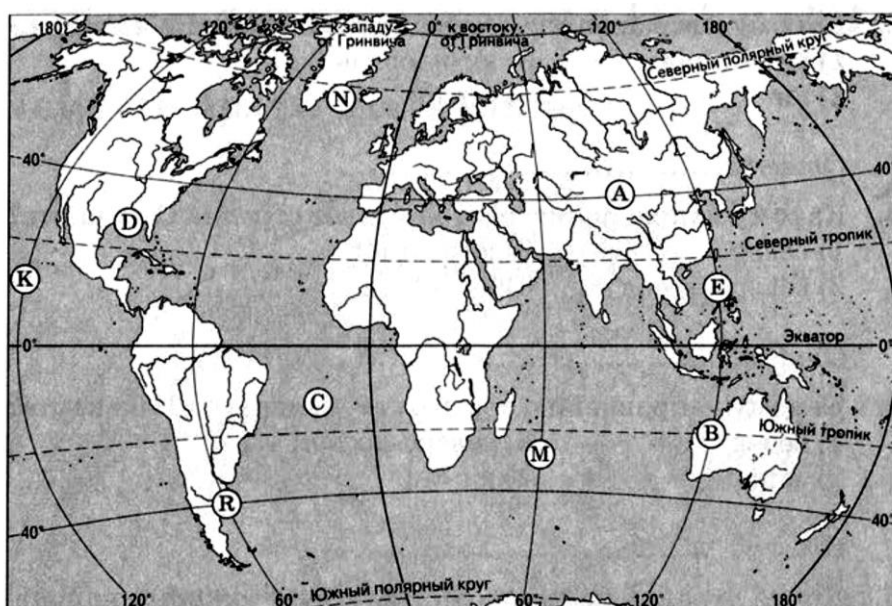 180° 120° к западу 0° к востоку 120° 180°
от Гринвича от Гринвича
Северный полярный круг
N
40° 40°
A
D
Северный тропик
K
E
Экватор
0° 0°
C
B
Южный тропик
M
R
40° 40°
Южный полярный круг
120° 60° 0° 60° 120° 180°